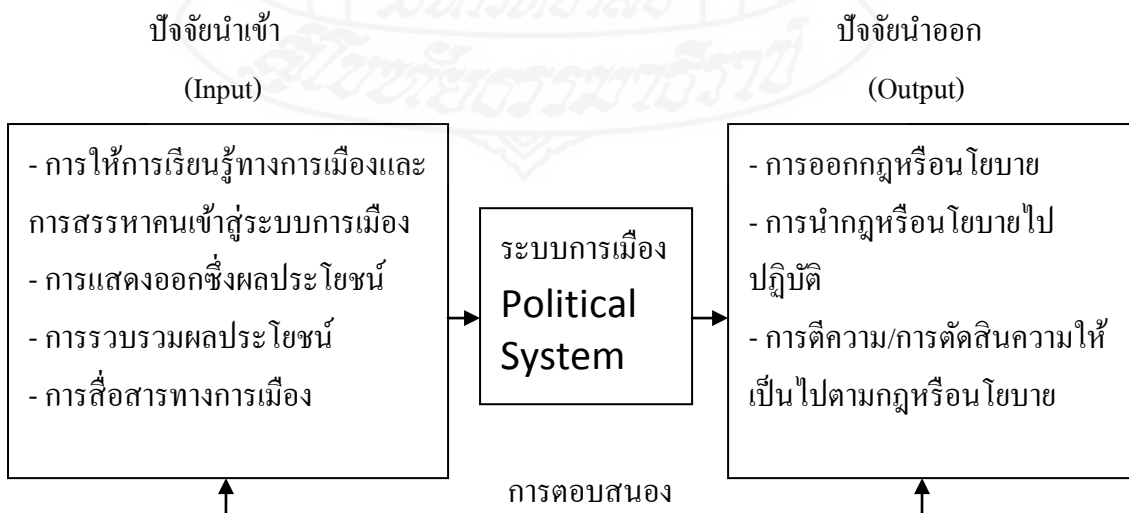 ปัจจัยนำเข้า
(Input)
ปัจจัยนำออก
(Output)
- การให้การเรียนรู้ทางการเมืองและ
การสรรหาคนเข้าสู่ระบบการเมือง
- การแสดงออกซึ่งผลประโยชน์
- การรวบรวมผลประโยชน์
- การสื่อสารทางการเมือง
ระบบการเมือง
Political
System
- การออกกฎหรือนโยบาย
- การนำกฎหรือนโยบายไป
ปฏิบัติ
- การตีความ/การตัดสินความให้
เป็นไปตามกฎหรือนโยบาย
การตอบสนอง